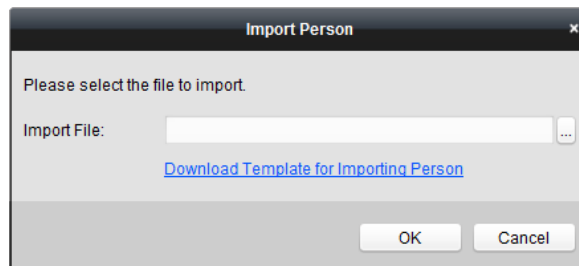 Import Person ×
Please select the file to import.
Import File: ...
Download Template for Importing Person
OK Cancel